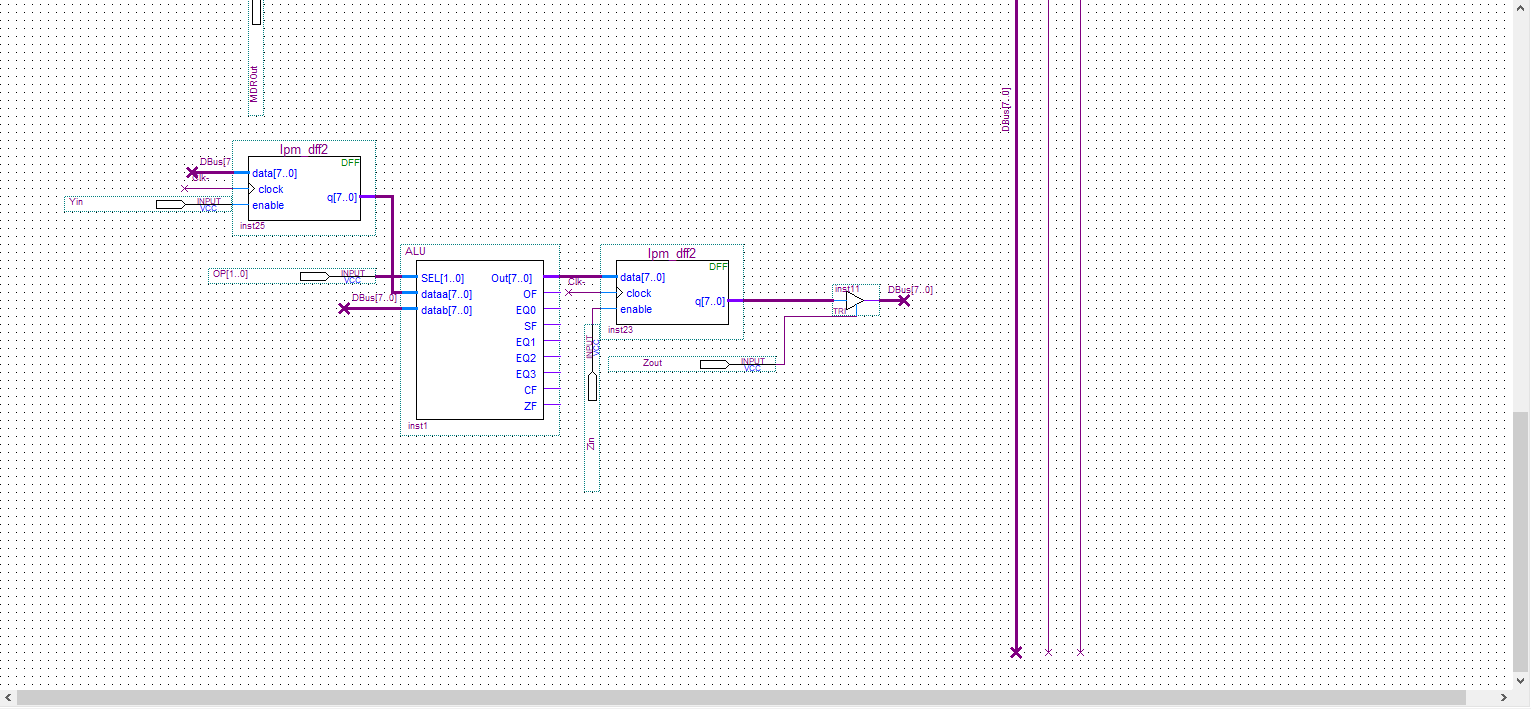 MDROut
DBus[7..0]
lpm_dff2
DFF
DBus[7
Clk-
data[7..0]
clock
enable
q[7..0]
inst25
Yin
INPUT
VCC
ALU
OP[1..0]
INPUT
VCC
DBus[7..0]
SEL[1..0]
dataa[7..0]
datab[7..0]
Out[7..0]
OF
EQ0
SF
EQ1
EQ2
EQ3
CF
ZF
inst1
lpm_dff2
DFF
Clk-
data[7..0]
clock
enable
q[7..0]
inst23
INPUT
VCC
Zin
Zout
INPUT
VCC
inst11
TRI
DBus[7..0]